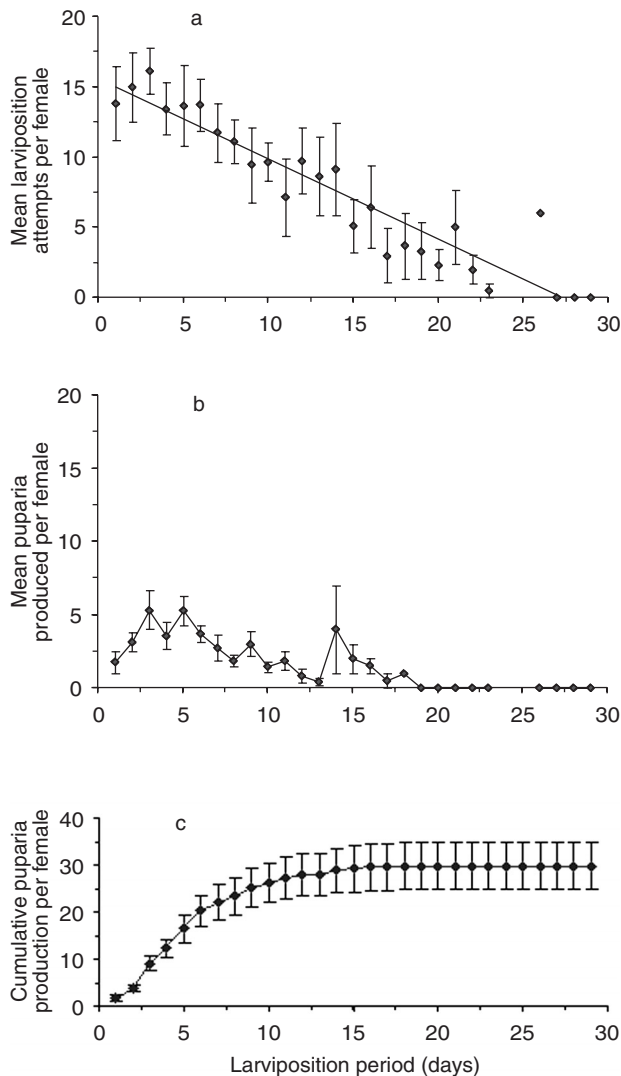 a
Mean larviposition
attempts per female
20
15
10
5
0
0 5 10 15 20 25 30
b
Mean puparia
produced per female
20
15
10
5
0
0 5 10 15 20 25 30
c
Cumulative puparia
production per female
40
30
20
10
0
0 5 10 15 20 25 30
Larviposition period (days)